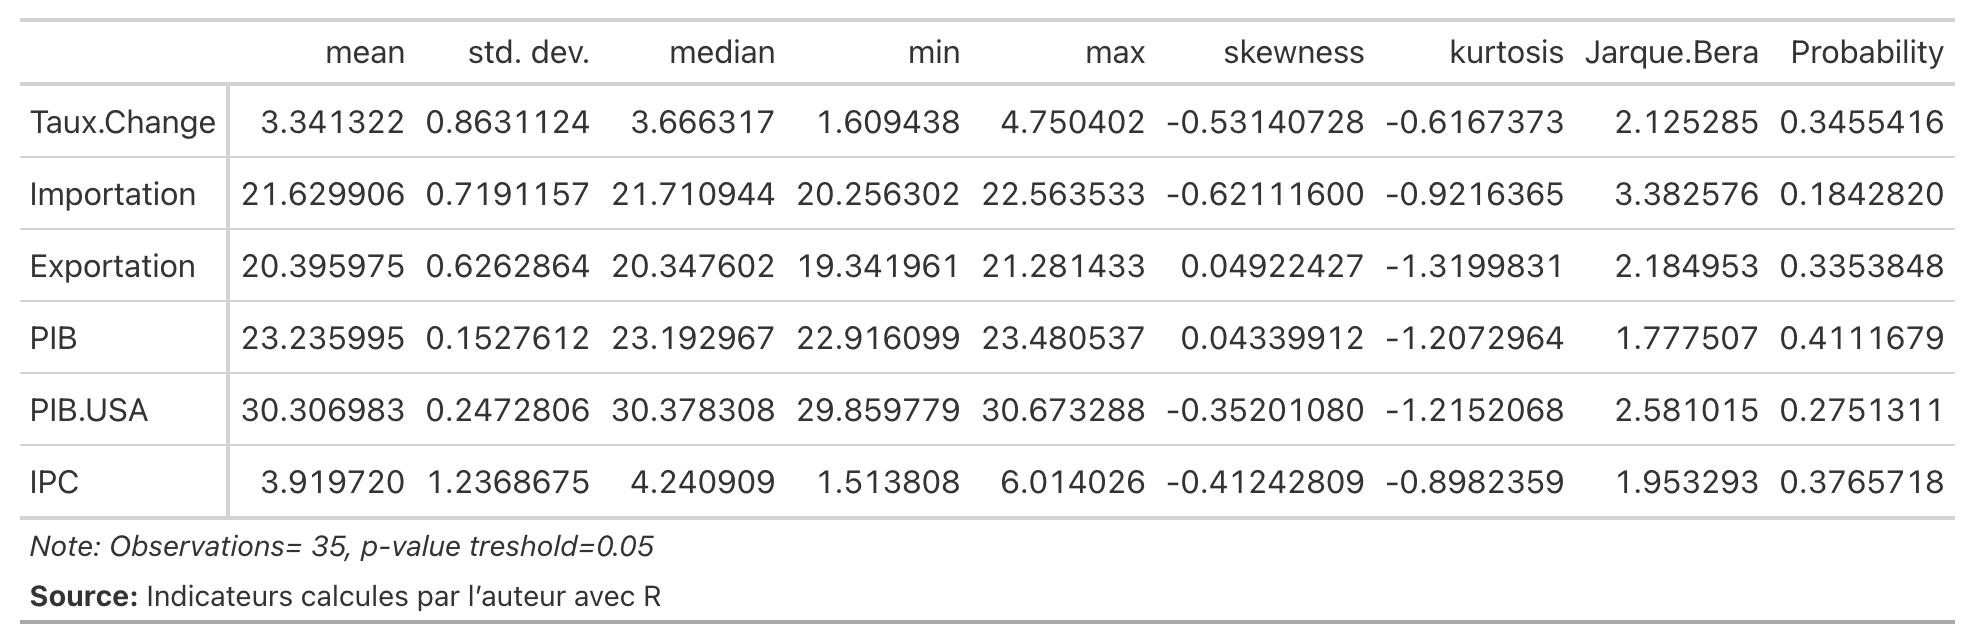 mean std. dev. median min max skewness kurtosis Jarque.Bera Probability
Taux.Change 3.341322 0.8631124 3.666317 1.609438 4.750402 -0.53140728 -0.6167373 2.125285 0.3455416
Importation 21.629906 0.7191157 21.710944 20.256302 22.563533 -0.62111600 -0.9216365 3.382576 0.1842820
Exportation 20.395975 0.6262864 20.347602 19.341961 21.281433 0.04922427 -1.3199831 2.184953 0.3353848
PIB 23.235995 0.1527612 23.192967 22.916099 23.480537 0.04339912 -1.2072964 1.777507 0.4111679
PIB.USA 30.306983 0.2472806 30.378308 29.859779 30.673288 -0.35201080 -1.2152068 2.581015 0.2751311
IPC 3.919720 1.2368675 4.240909 1.513808 6.014026 -0.41242809 -0.8982359 1.953293 0.3765718
Note: Observations= 35, p-value treshold=0.05
Source: Indicateurs calcules par l'auteur avec R